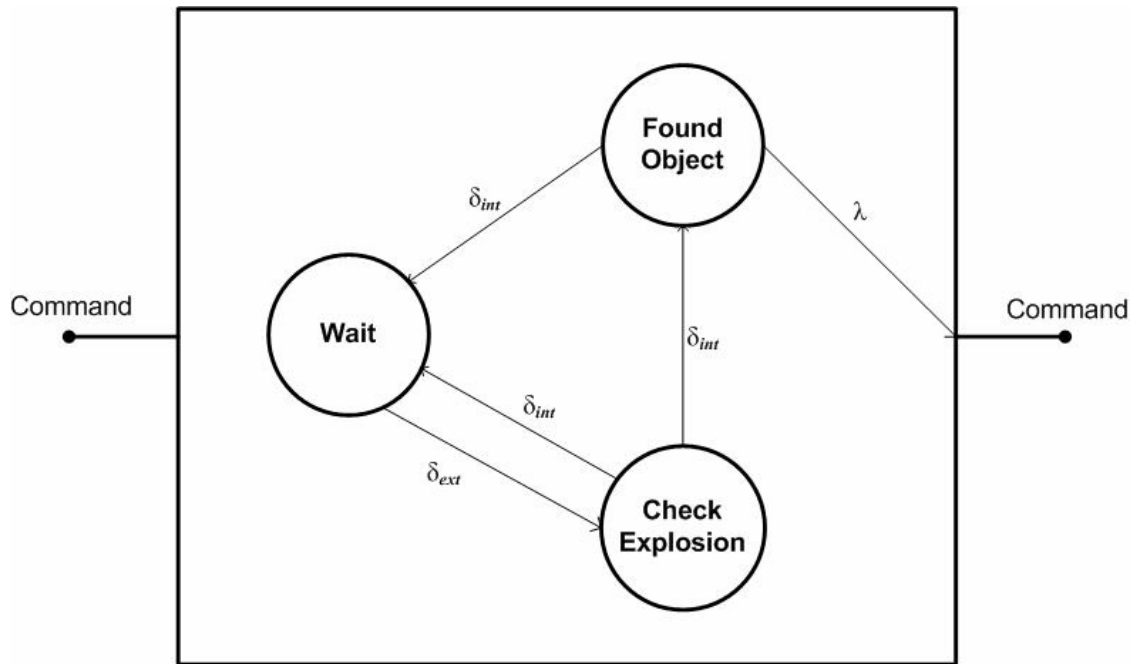 Found
Object
δint
λ
Command
Wait
Command
δint
δint
δext
Check
Explosion